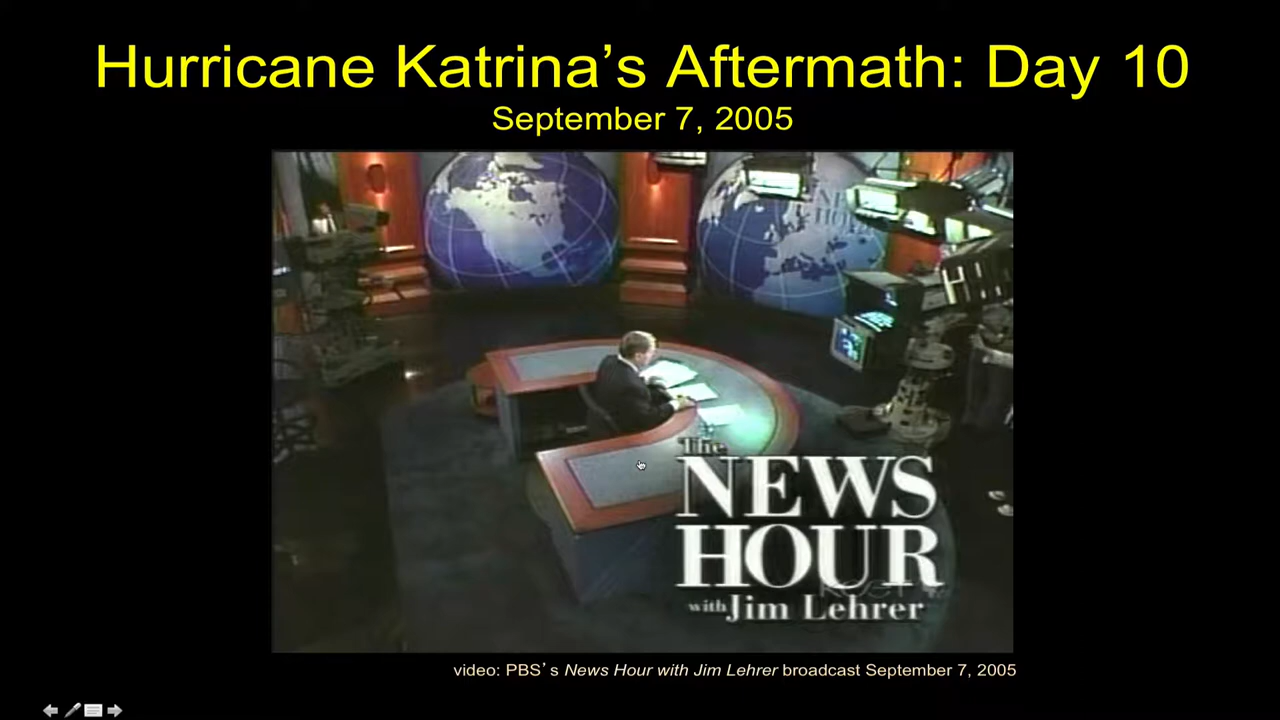 Hurricane Katrina’s Aftermath: Day 10
September 7, 2005
The
NEWS
HOUR
with Jim Lehrer
video: PBS’s News Hour with Jim Lehrer broadcast September 7, 2005